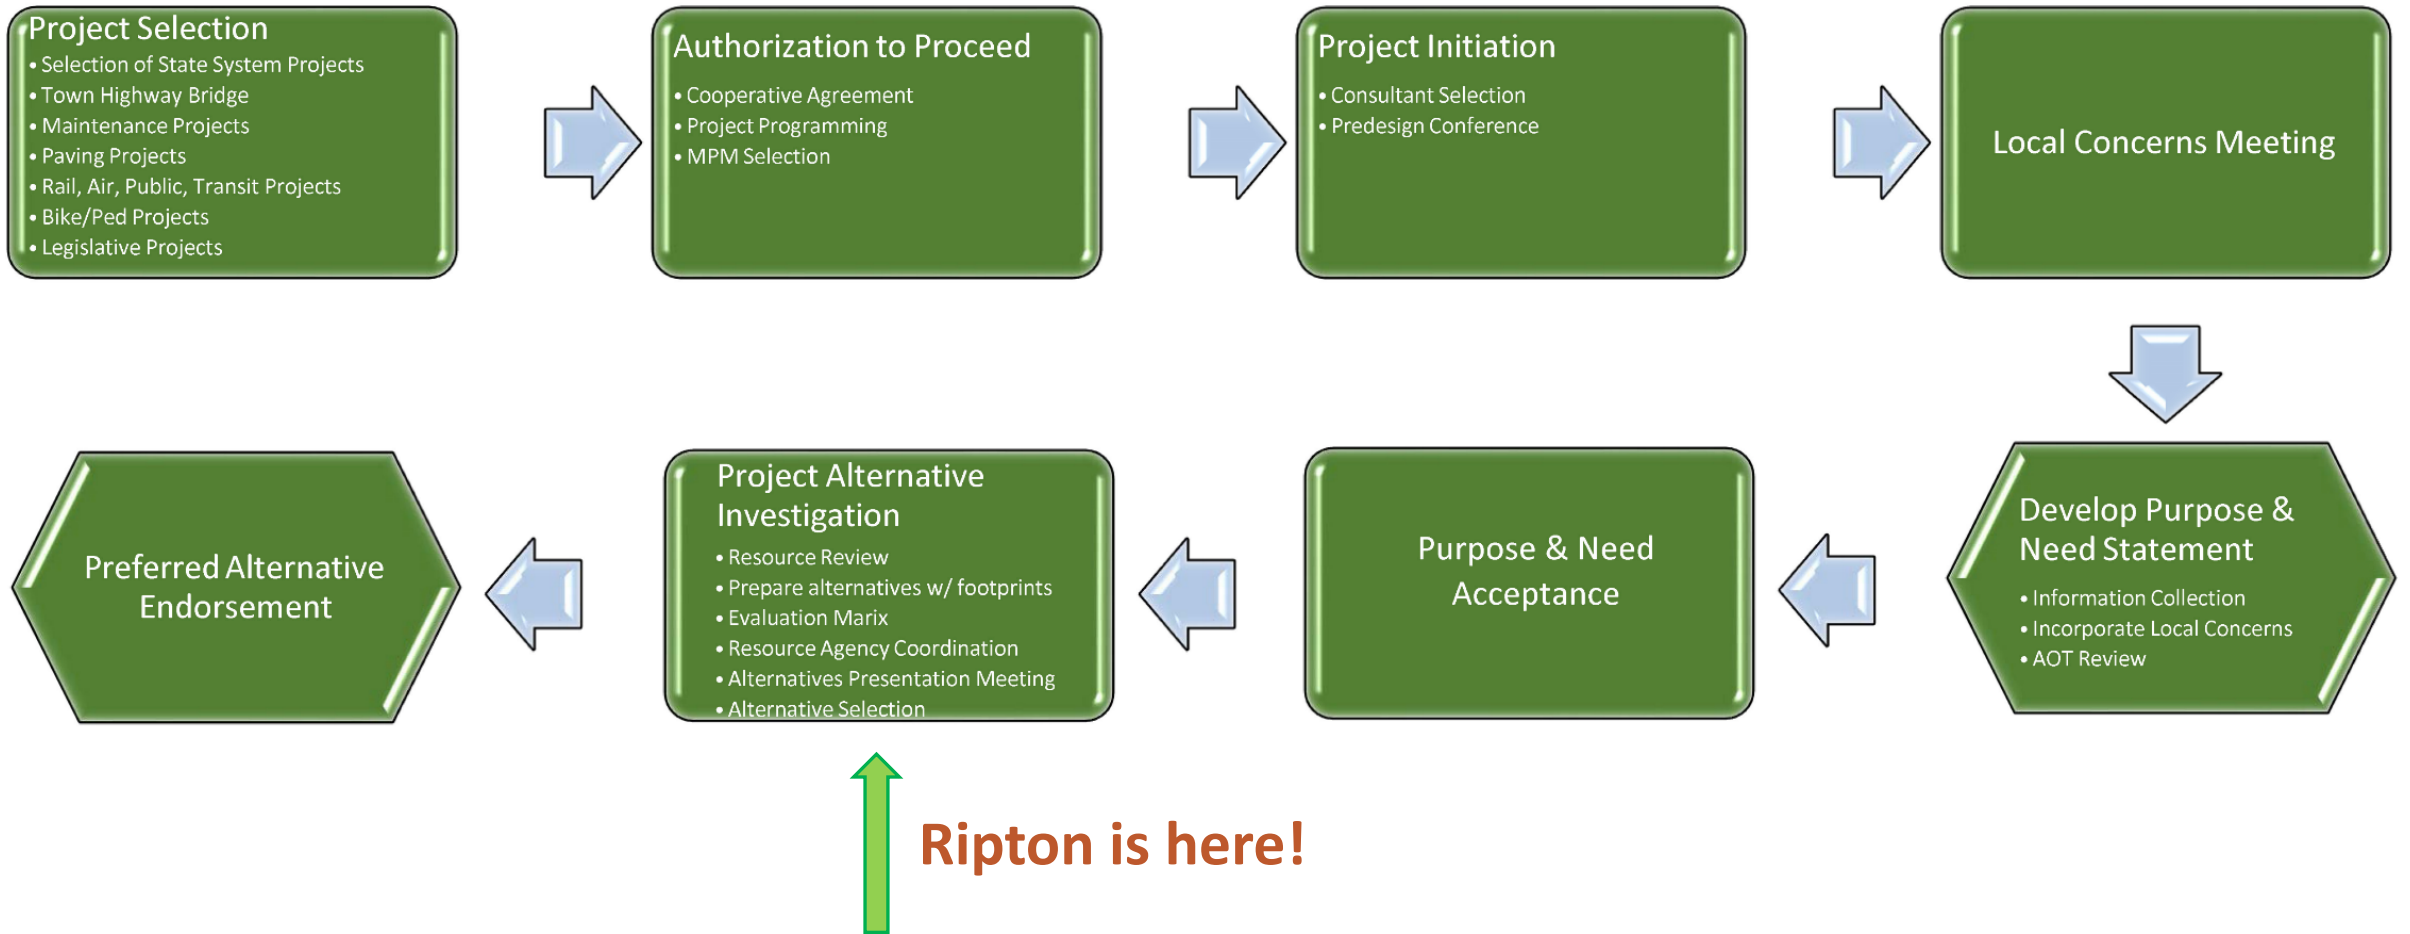 Project Selection
• Selection of State System Projects
• Town Highway Bridge
• Maintenance Projects
• Paving Projects
• Rail, Air, Public, Transit Projects
• Bike/Ped Projects
• Legislative Projects
Authorization to Proceed
• Cooperative Agreement
• Project Programming
• MPM Selection
Project Initiation
• Consultant Selection
• Predesign Conference
Local Concerns Meeting
Develop Purpose &
Need Statement
• Information Collection
• Incorporate Local Concerns
• AOT Review
Purpose & Need
Acceptance
Project Alternative
Investigation
• Resource Review
• Prepare alternatives w/ footprints
• Evaluation Marix
• Resource Agency Coordination
• Alternatives Presentation Meeting
• Alternative Selection
Preferred Alternative
Endorsement
Ripton is here!